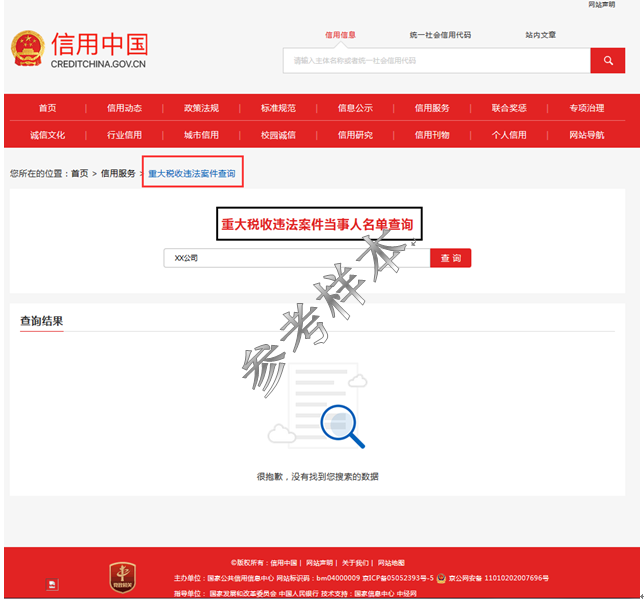 网站声明
信用中国
CREDITCHINA.GOV.CN
信用信息 统一社会信用代码 站内文章
请输入主体名称或者统一社会信用代码
首页 | 信用动态 | 政策法规 | 标准规范 | 信息公示 | 信用服务 | 联合奖惩 | 专项治理
诚信文化 | 行业信用 | 城市信用 | 校园诚信 | 信用研究 | 信用刊物 | 个人信用 | 网站导航
您所在的位置：首页 > 信用服务 > 重大税收违法案件查询
重大税收违法案件当事人名单查询
XX公司 查 询
查询结果
参考样本
很抱歉，没有找到您搜索的数据
©版权所有：信用中国 | 网站声明 | 关于我们 | 网站地图
主办单位：国家公共信用信息中心 网站标识码：bm04000009 京ICP备05052393号-5 京公网安备 11010202007696号
指导单位： 国家发展和改革委员会 中国人民银行 技术支持：国家信息中心 中经网